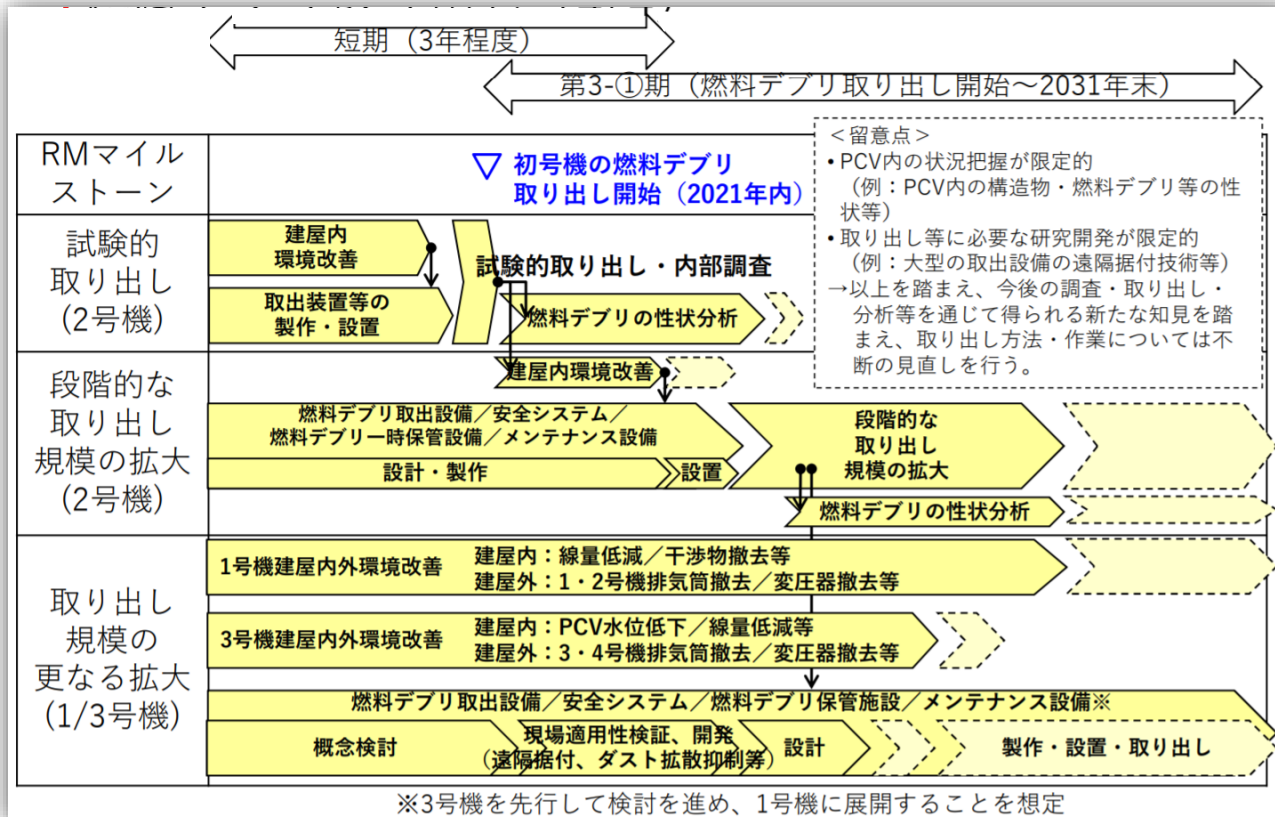 短期（3年程度）
第3-①期（燃料デブリ取り出し開始～2031年末）
RMマイル
ストーン
▽ 初号機の燃料デブリ
取り出し開始（2021年内）
＜留意点＞
•PCV内の状況把握が限定的
（例：PCV内の構造物・燃料デブリ等の性
状等）
•取り出し等に必要な研究開発が限定的
（例：大型の取出設備の遠隔据付技術等）
→以上を踏まえ、今後の調査・取り出し・
分析等を通じて得られる新たな知見を踏
まえ、取り出し方法・作業については不
断の見直しを行う。
試験的
取り出し
(2号機)
建屋内
環境改善
取出装置等の
製作・設置
試験的取り出し・内部調査
燃料デブリの性状分析
段階的な
取り出し
規模の拡大
(2号機)
建屋内環境改善
燃料デブリ取出設備／安全システム／
燃料デブリ一時保管設備／メンテナンス設備
設計・製作
設置
段階的な
取り出し
規模の拡大
燃料デブリの性状分析
取り出し
規模の
更なる拡大
(1/3号機)
1号機建屋内外環境改善
建屋内：線量低減／干渉物撤去等
建屋外：1・2号機排気筒撤去／変圧器撤去等
3号機建屋内外環境改善
建屋内：PCV水位低下／線量低減等
建屋外：3・4号機排気筒撤去／変圧器撤去等
燃料デブリ取出設備／安全システム／燃料デブリ保管施設／メンテナンス設備※
概念検討
現場適用性検証、開発
（遠隔据付、ダスト拡散抑制等）
設計
製作・設置・取り出し
※3号機を先行して検討を進め、1号機に展開することを想定